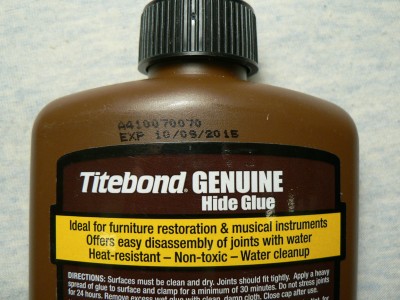 A410070070
EXP 10/09/2015
Titebond® GENUINE
Hide Glue
Ideal for furniture restoration & musical instruments
Offers easy disassembly of joints with water
Heat-resistant – Non-toxic – Water cleanup
DIRECTIONS: Surfaces must be clean and dry. Joints should fit tightly. Apply a heavy
spread of glue to surface and clamp for a minimum of 30 minutes. Do not stress joints
for 24 hours. Remove excess wet glue with clean, damp cloth. Close cap after use.